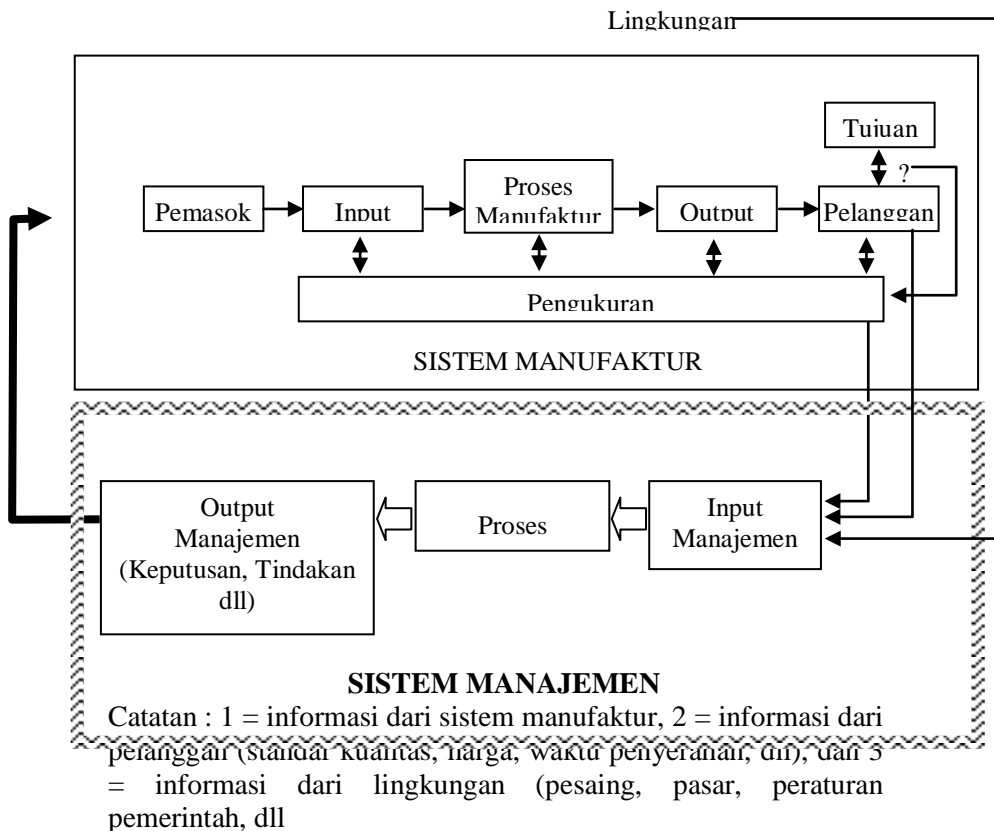 Lingkungan
Tujuan
?
Pemasok
Input
Proses
Manufaktur
Output
Pelanggan
Pengukuran
SISTEM MANUFAKTUR
Output
Manajemen
(Keputusan, Tindakan
dll)
Proses
Input
Manajemen
SISTEM MANAJEMEN
Catatan : 1 = informasi dari sistem manufaktur, 2 = informasi dari
pelanggan (standar kualitas, harga, waktu penyerahan, dll), dan 3
= informasi dari lingkungan (pesaing, pasar, peraturan
pemerintah, dll